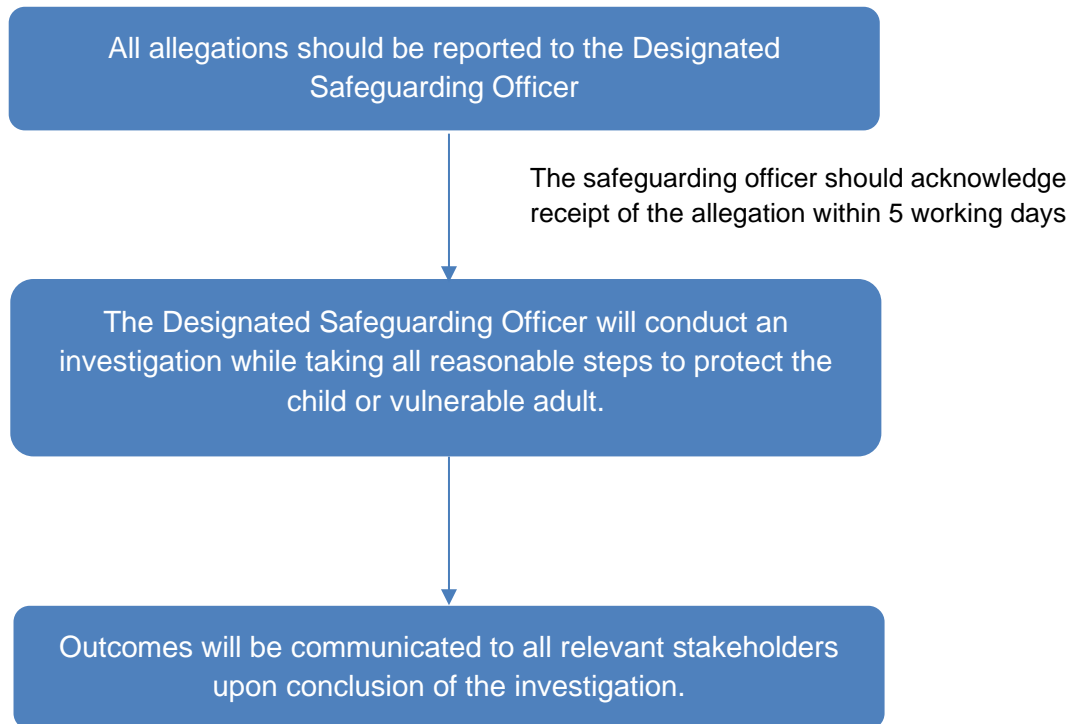 All allegations should be reported to the Designated
Safeguarding Officer
The safeguarding officer should acknowledge
receipt of the allegation within 5 working days
The Designated Safeguarding Officer will conduct an
investigation while taking all reasonable steps to protect the
child or vulnerable adult.
Outcomes will be communicated to all relevant stakeholders
upon conclusion of the investigation.